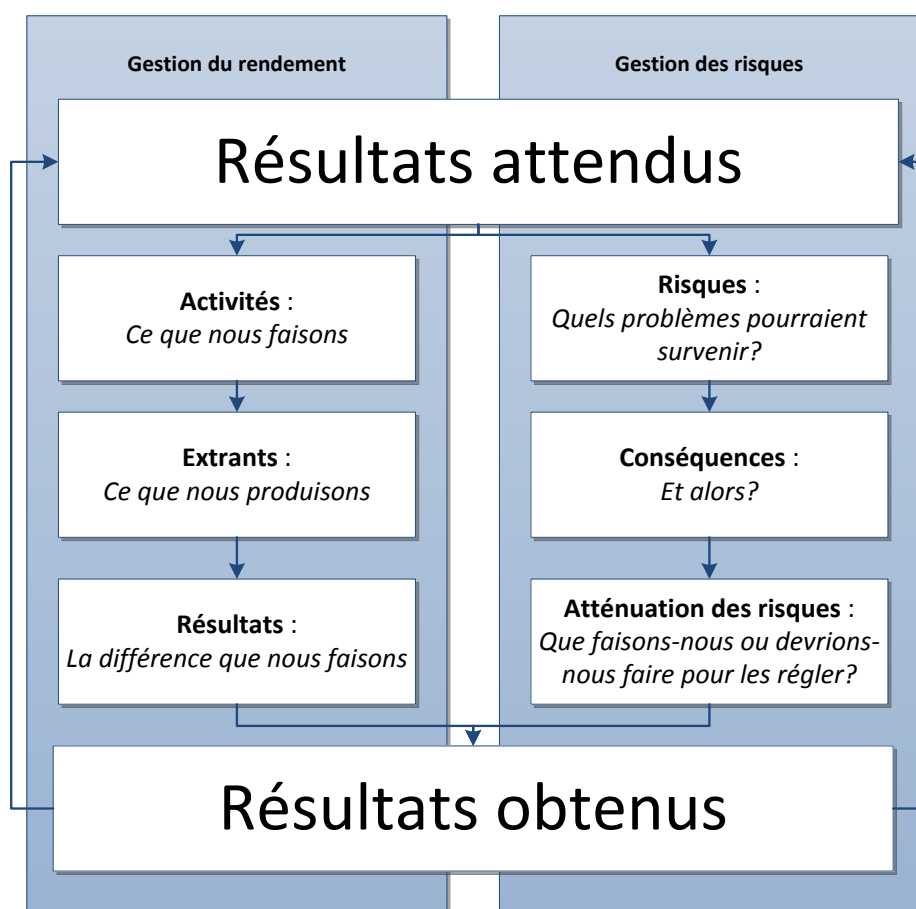 Gestion du rendement
Gestion des risques
Résultats attendus
Activités :
Ce que nous faisons
Risques :
Quels problèmes pourraient
survenir?
Extrants :
Ce que nous produisons
Conséquences :
Et alors?
Résultats :
La différence que nous faisons
Atténuation des risques :
Que faisons-nous ou devrions-
nous faire pour les régler?
Résultats obtenus